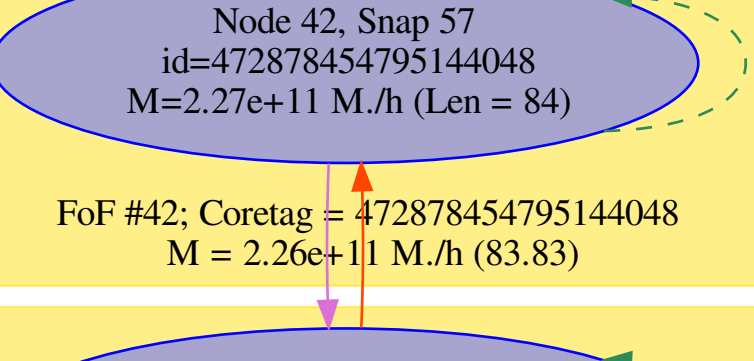 Node 42, Snap 57
id=472878454795144048
M=2.27e+11 M./h (Len = 84)
FoF #42; Coretag = 472878454795144048
M = 2.26e+11 M./h (83.83)